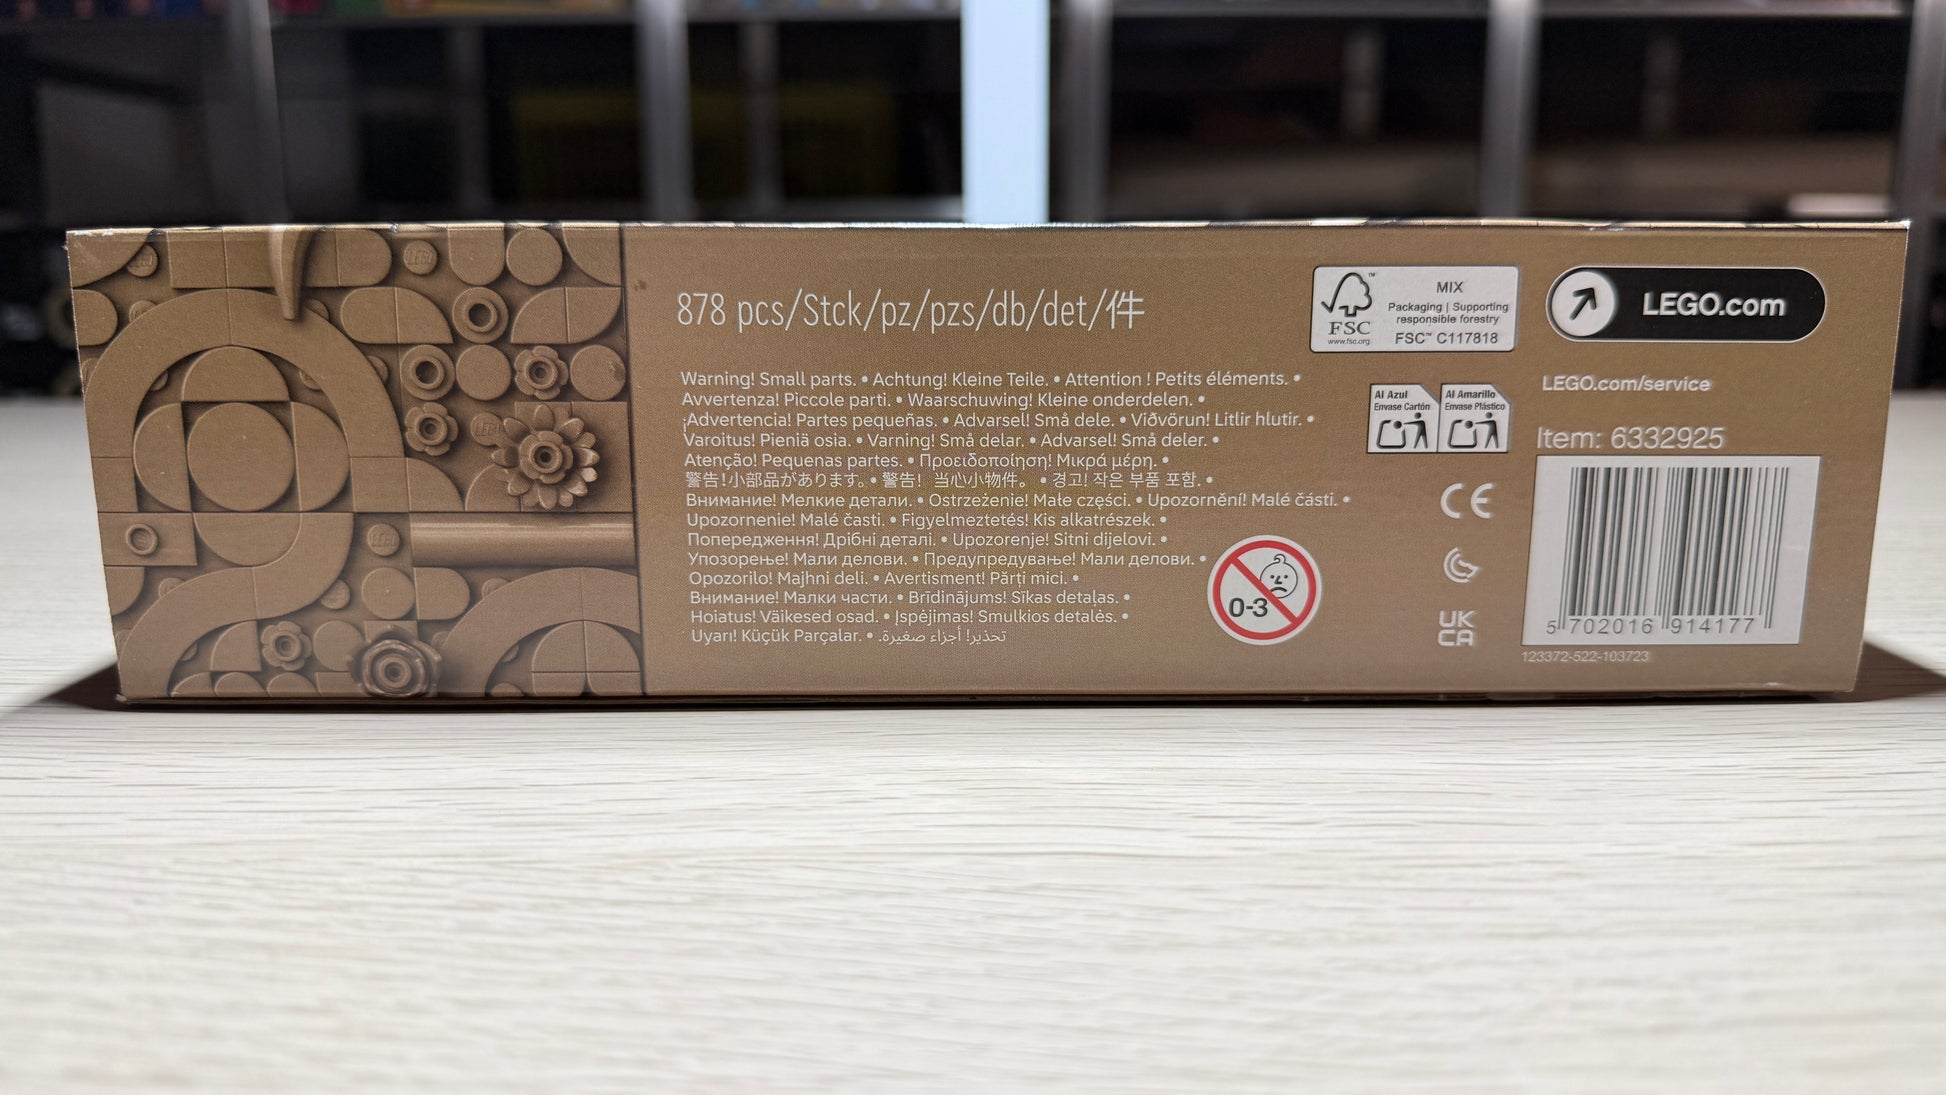 878 pcs/Stck/pz/pzs/db/det/件
Warning! Small parts. • Achtung! Kleine Teile. • Attention ! Petits éléments. •
Avvertenza! Piccole parti. • Waarschuwing! Kleine onderdelen. •
¡Advertencia! Partes pequeñas. • Advarsel! Små dele. • Viðvörun! Litlir hlutir. •
Varoitus! Pieniä osia. • Varning! Små delar. • Advarsel! Små deler. •
Atenção! Pequenas partes. • Προειδοποίηση! Μικρά μέρη. •
警告!小部品があります。• 警告! 当心小物件。 • 경고! 작은 부품 포함. •
Внимание! Мелкие детали. • Ostrzeżenie! Małe części. • Upozornění! Malé části. •
Upozornenie! Malé časti. • Figyelmeztetés! Kis alkatrészek. •
Попередження! Дрібні деталі. • Upozorenje! Sitni dijelovi. •
Упозорење! Мали делови. • Предупредување! Мали делови. •
Opozorilo! Majhni deli. • Avertisment! Părți mici. •
Внимание! Малки части. • Brīdinājums! Sīkas detaļas. •
Hoiatus! Väikesed osad. • Įspėjimas! Smulkios detalės. •
Uyarı! Küçük Parçalar. • تحذير! أجزاء صغيرة.
0-3
FSC
www.fsc.org
MIX
Packaging | Supporting
responsible forestry
FSC™ C117818
LEGO.com
LEGO.com/service
Al Azul
Envase Cartón
Al Amarillo
Envase Plástico
Item: 6332925
CE
UK
CA
5 702016 914177
123372-522-103723
LEGO
LEGO
LEGO